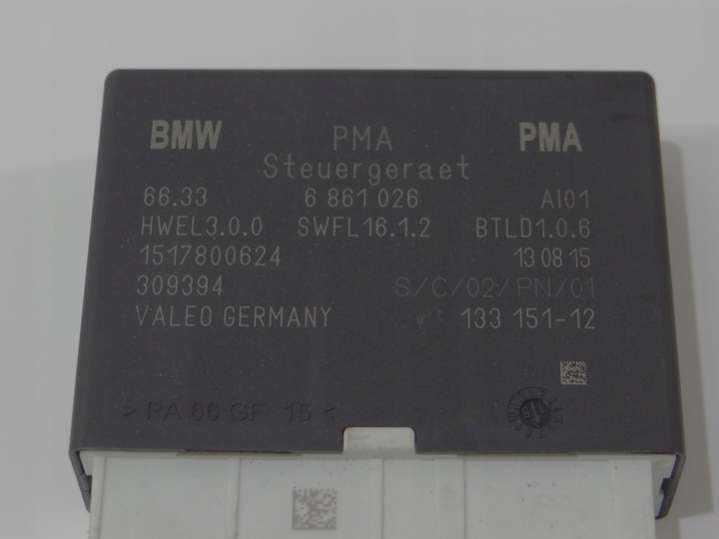 BMW PMA PMA
Steuergeraet
66.33 6 861 026 AI01
HWEL3.0.0 SWFL16.1.2 BTLD1.0.6
1517800624 13 08 15
309394 S/C/02/PN/01
VALEO GERMANY 133 151-12
> PA 66 GF 15 <